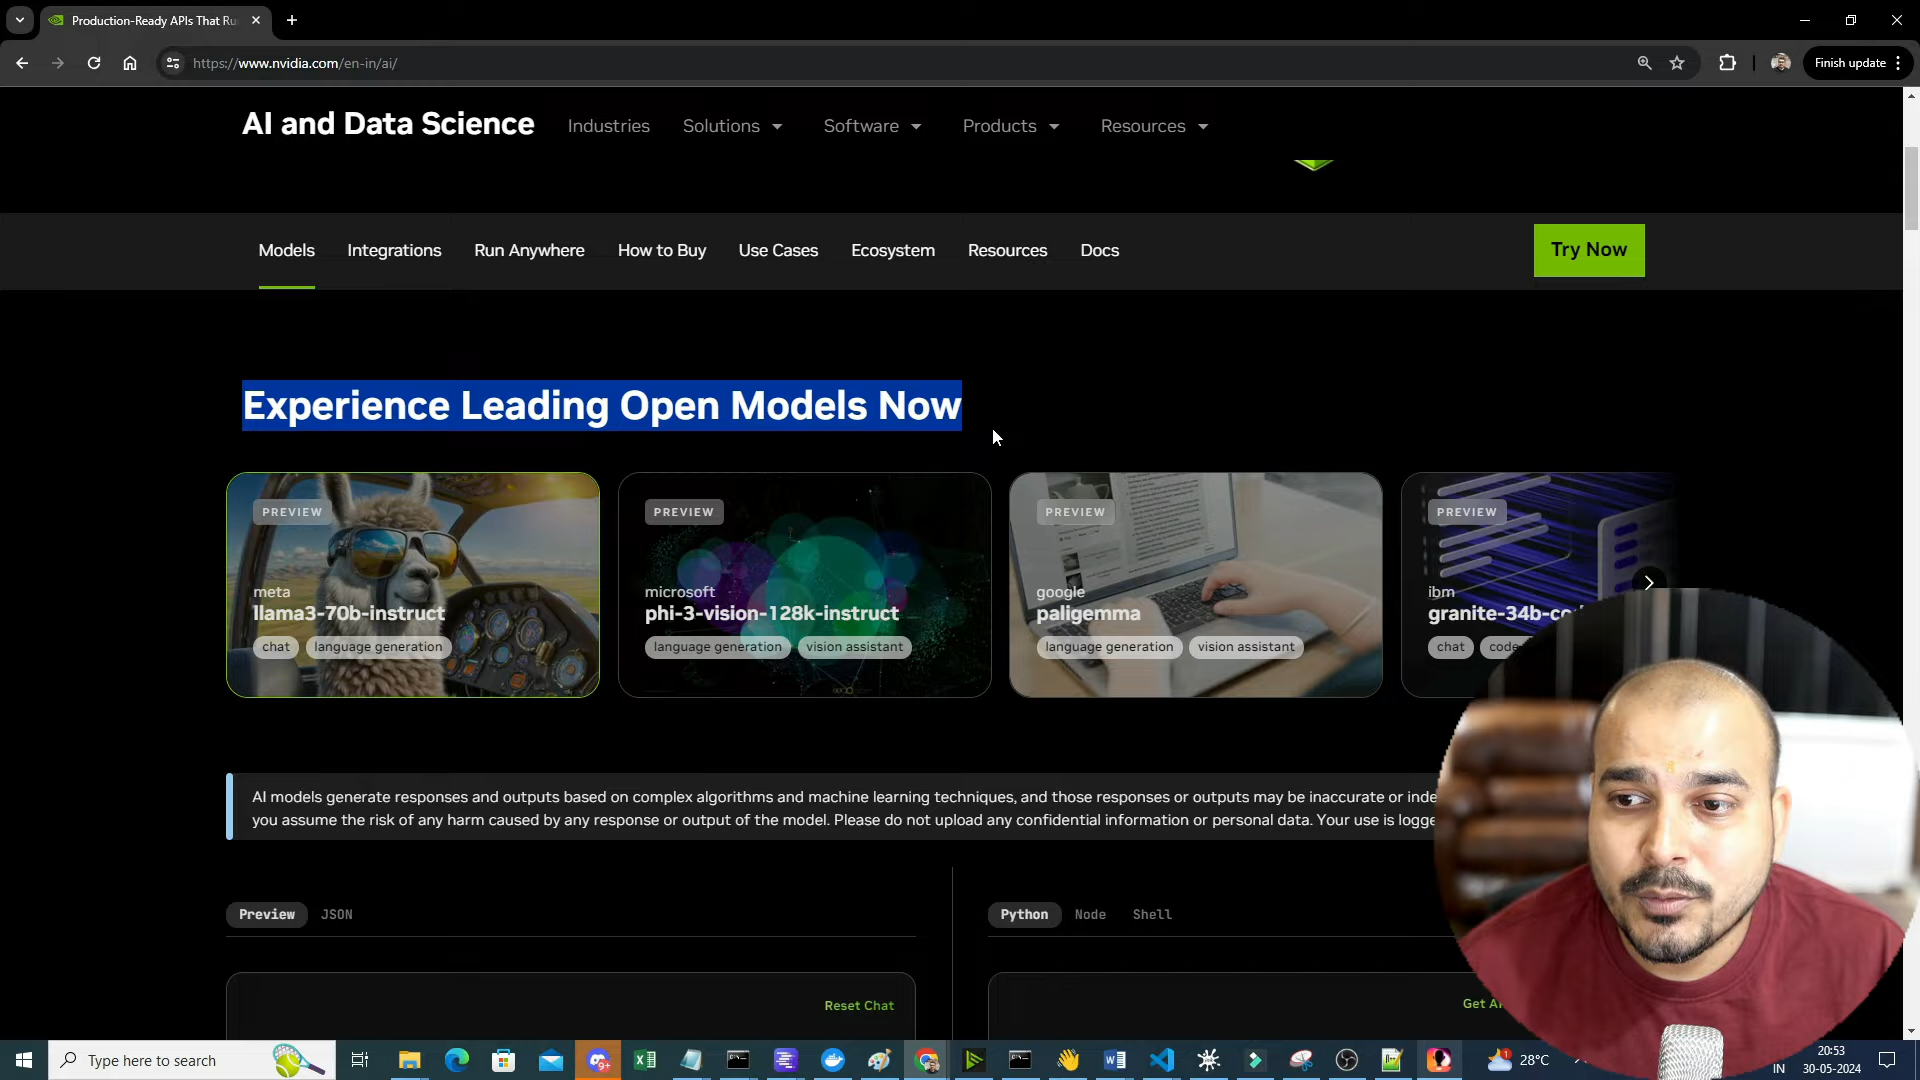 Production-Ready APIs That Ru
https://www.nvidia.com/en-in/ai/
Finish update
AI and Data Science
Industries
Solutions
Software
Products
Resources
Models
Integrations
Run Anywhere
How to Buy
Use Cases
Ecosystem
Resources
Docs
Try Now
Experience Leading Open Models Now
PREVIEW
meta
llama3-70b-instruct
chat
language generation
PREVIEW
microsoft
phi-3-vision-128k-instruct
language generation
vision assistant
PREVIEW
google
paligemma
language generation
vision assistant
PREVIEW
ibm
granite-34b-co
chat
code
AI models generate responses and outputs based on complex algorithms and machine learning techniques, and those responses or outputs may be inaccurate or inde
you assume the risk of any harm caused by any response or output of the model. Please do not upload any confidential information or personal data. Your use is logge
Preview
JSON
Python
Node
Shell
Reset Chat
Get A
Type here to search
28°C
IN
20:53
30-05-2024